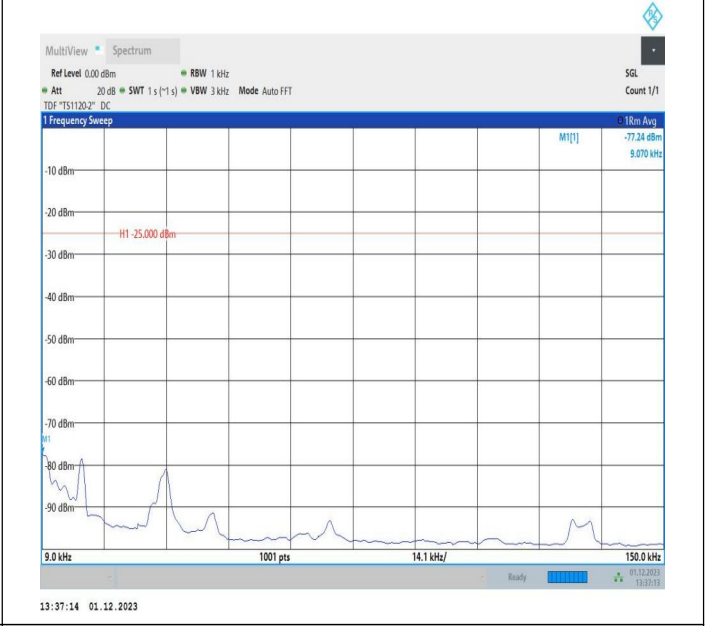 R S
MultiView Spectrum
Ref Level 0.00 dBm RBW 1 kHz SGL
Att 20 dB SWT 1 s (~1 s) VBW 3 kHz Mode Auto FFT Count 1/1
TDF "TS1120-2" DC
1 Frequency Sweep 1Rm Avg
M1[1] -77.24 dBm
9.070 kHz
-10 dBm
-20 dBm
H1 -25.000 dBm
-30 dBm
-40 dBm
-50 dBm
-60 dBm
-70 dBm
M1
-80 dBm
-90 dBm
9.0 kHz 1001 pts 14.1 kHz/ 150.0 kHz
Ready 01.12.2023
13:37:13
13:37:14 01.12.2023